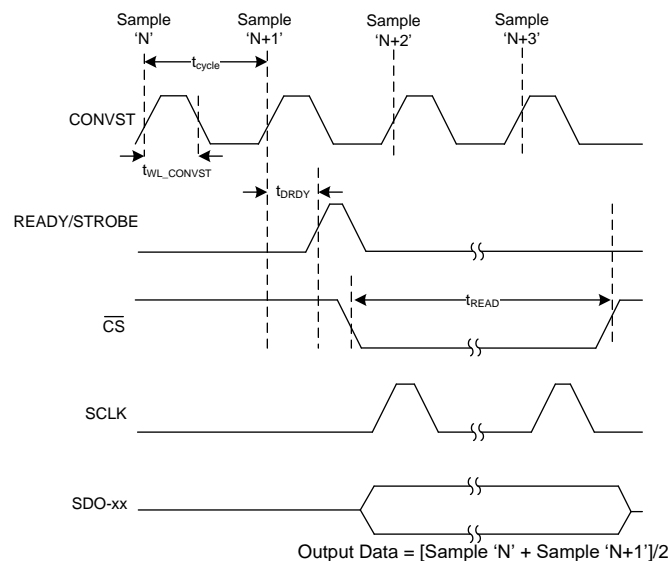 Sample
'N'
Sample
'N+1'
Sample
'N+2'
Sample
'N+3'
tcycle
CONVST
tWL_CONVST
tDRDY
READY/STROBE
tREAD
CS
SCLK
SDO-xx
Output Data = [Sample 'N' + Sample 'N+1']/2